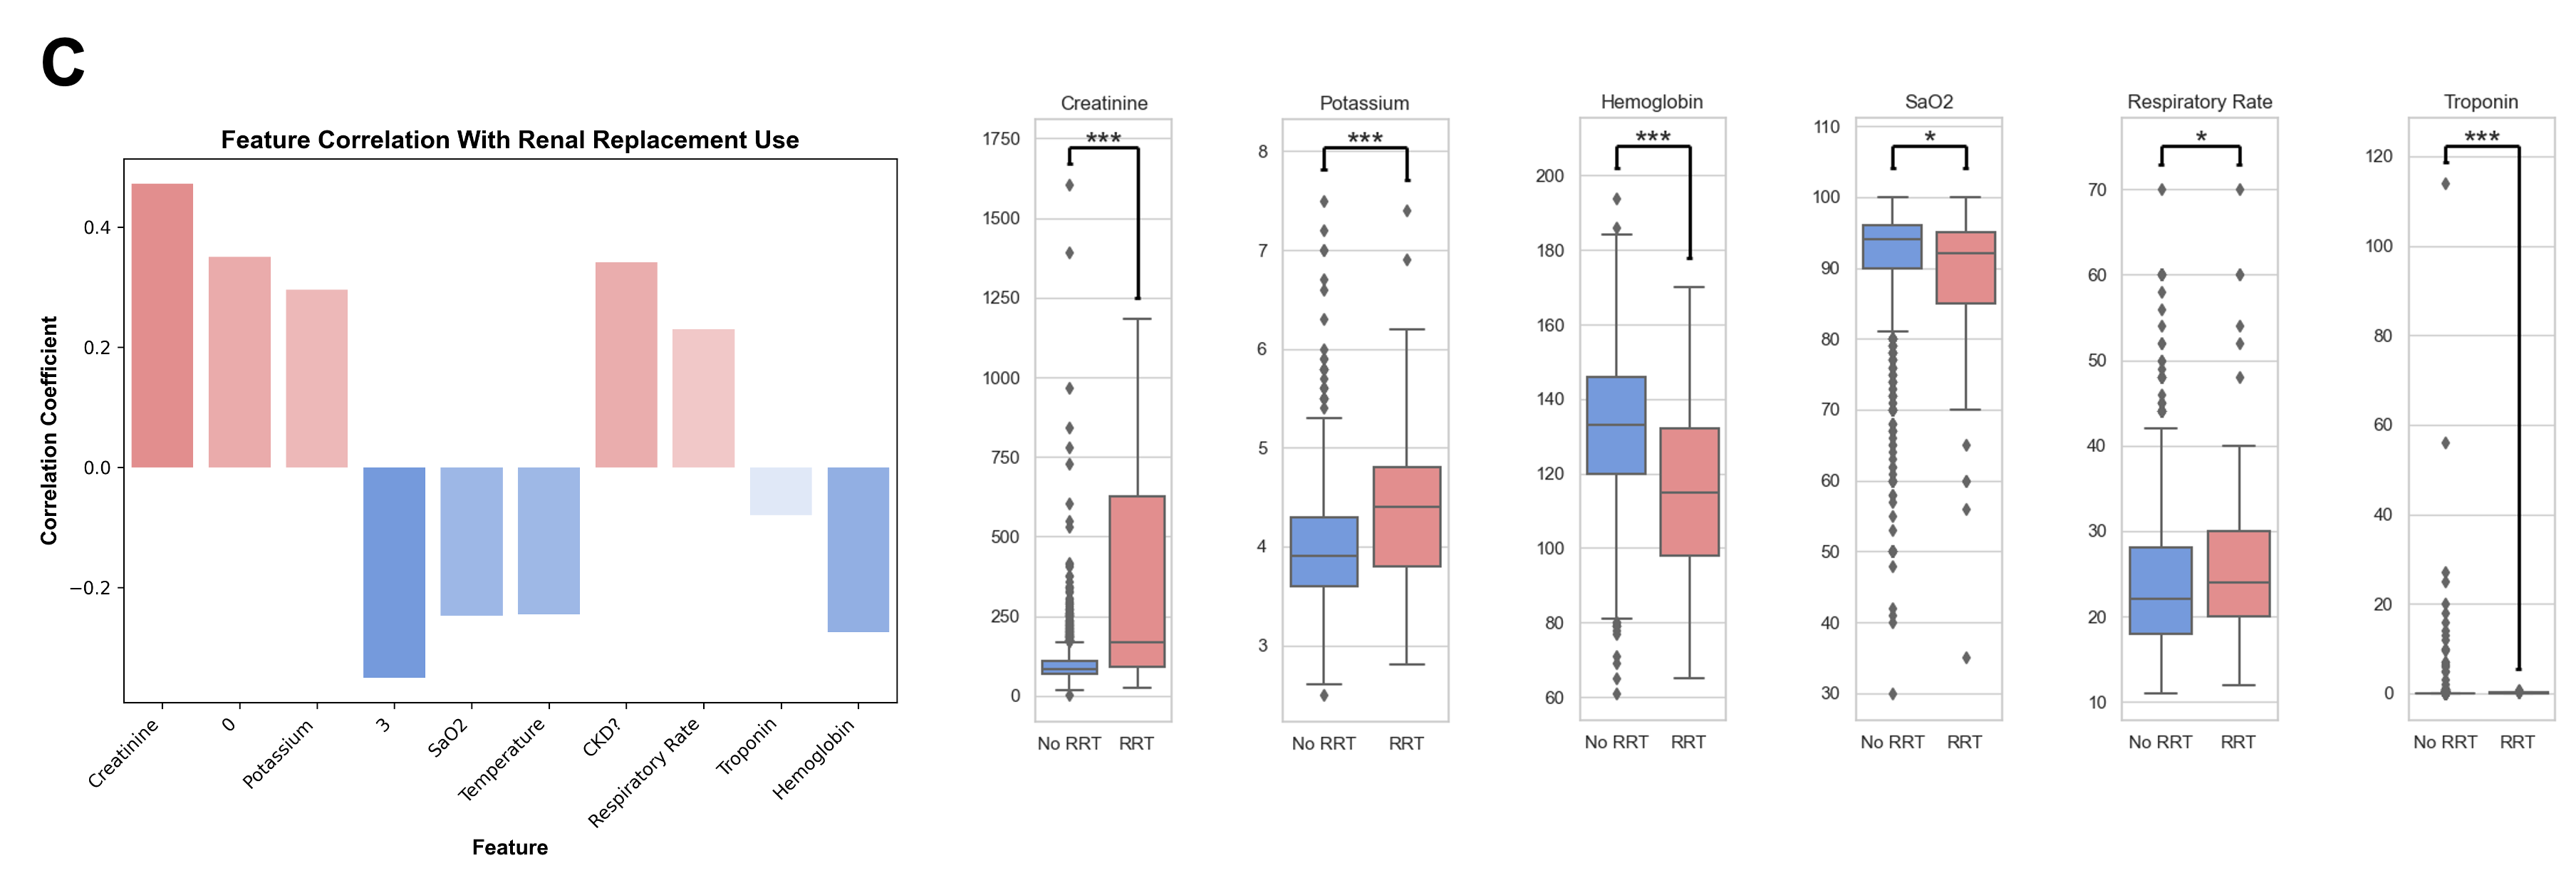 C
Feature Correlation With Renal Replacement Use
Correlation Coefficient
0.4
0.2
0.0
−0.2
Creatinine
0
Potassium
3
SaO2
Temperature
CKD?
Respiratory Rate
Troponin
Hemoglobin
Feature
Creatinine
***
1750
1500
1250
1000
750
500
250
0
No RRT RRT
Potassium
***
8
7
6
5
4
3
No RRT RRT
Hemoglobin
***
200
180
160
140
120
100
80
60
No RRT RRT
SaO2
*
110
100
90
80
70
60
50
40
30
No RRT RRT
Respiratory Rate
*
70
60
50
40
30
20
10
No RRT RRT
Troponin
***
120
100
80
60
40
20
0
No RRT RRT